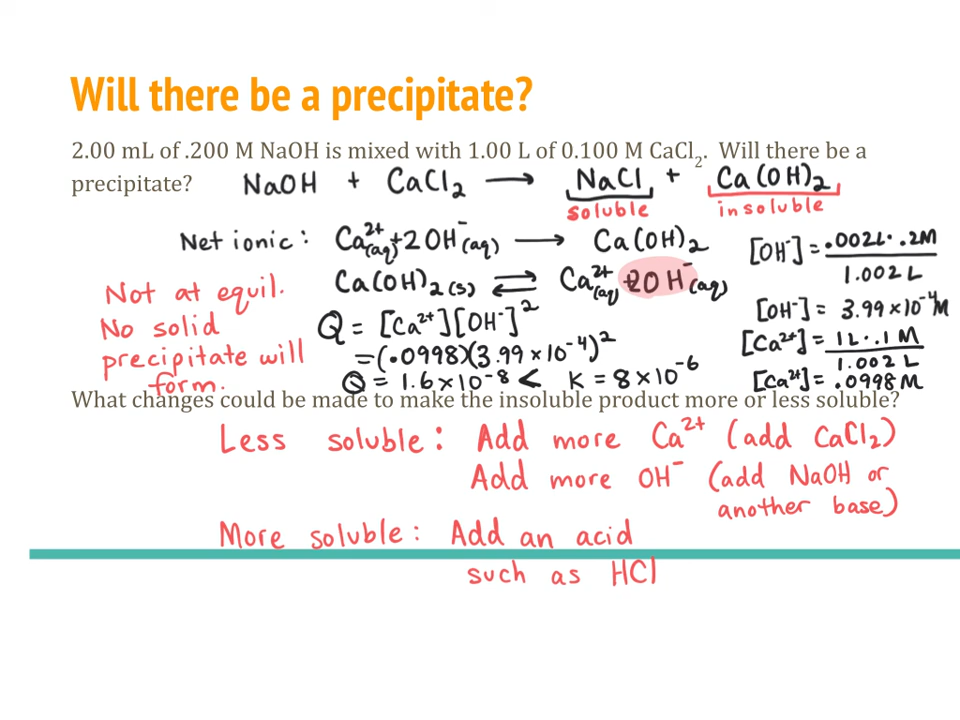 Will there be a precipitate?
2.00 mL of .200 M NaOH is mixed with 1.00 L of 0.100 M CaCl₂. Will there be a
precipitate? NaOH + CaCl₂ → NaCl + Ca(OH)₂
soluble insoluble
Net ionic: Ca²⁺(aq) + 2OH⁻(aq) → Ca(OH)₂
[OH⁻] = .002L · .2M / 1.002 L
Ca(OH)₂(s) ⇌ Ca²⁺(aq) + 2OH⁻(aq)
[OH⁻] = 3.99 × 10⁻⁴ M
Not at equil.
No solid
precipitate will
form.
Q = [Ca²⁺][OH⁻]²
= (.0998)(3.99 × 10⁻⁴)²
Q = 1.6 × 10⁻⁸ < K = 8 × 10⁻⁶
[Ca²⁺] = 1L · .1 M / 1.002 L
[Ca²⁺] = .0998 M
What changes could be made to make the insoluble product more or less soluble?
Less soluble: Add more Ca²⁺ (add CaCl₂)
Add more OH⁻ (add NaOH or
another base)
More soluble: Add an acid
such as HCl